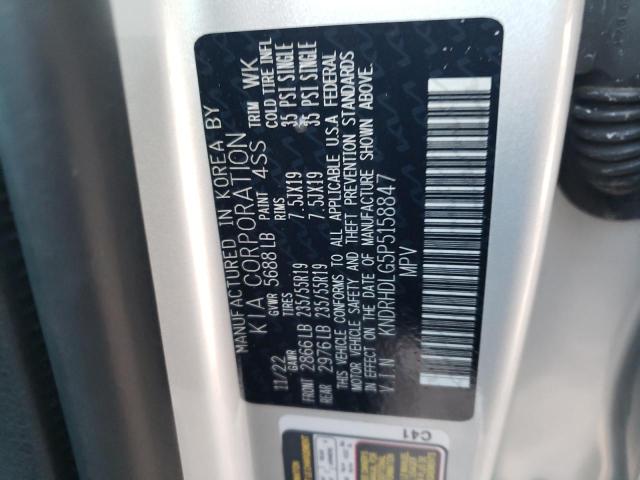 MANUFACTURED IN KOREA BY
KIA CORPORATION
11/22 GVWR 5688LB PAINT 4SS TRIM WK
GAWR TIRES RIMS COLD TIRE INFL
FRONT 2866LB 235/55R19 7.5JX19 35 PSI SINGLE
REAR 2976LB 235/55R19 7.5JX19 35 PSI SINGLE
THIS VEHICLE CONFORMS TO ALL APPLICABLE U.S.A FEDERAL
MOTOR VEHICLE SAFETY AND THEFT PREVENTION STANDARDS
IN EFFECT ON THE DATE OF MANUFACTURE SHOWN ABOVE.
V.I.N KNDRHDLG5P5158847
MPV
C41